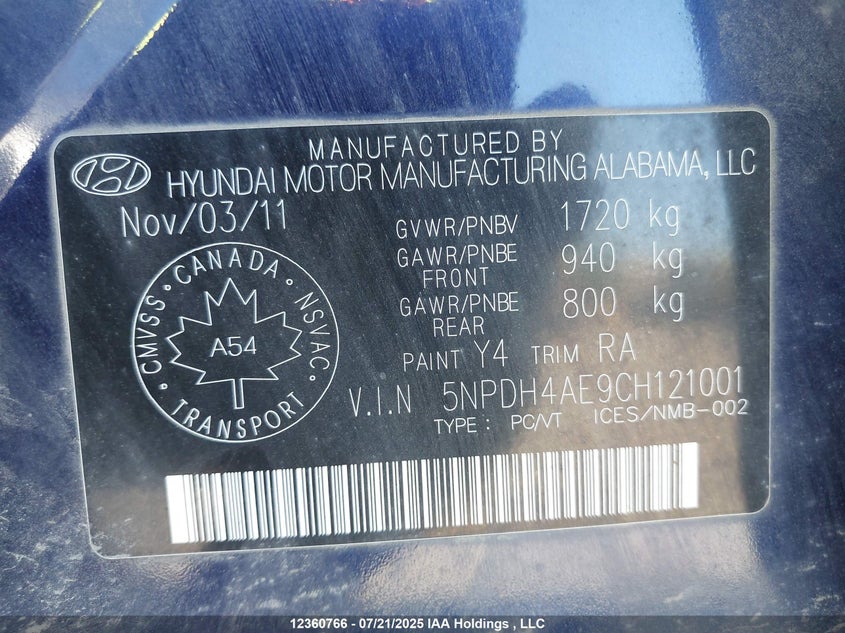 MANUFACTURED BY
HYUNDAI MOTOR MANUFACTURING ALABAMA, LLC
Nov/03/11
GVWR/PNBV 1720 kg
GAWR/PNBE FRONT 940 kg
GAWR/PNBE REAR 800 kg
PAINT Y4 TRIM RA
V.I.N 5NPDH4AE9CH121001
TYPE : PC/VT ICES/NMB-002
CMVSS · CANADA · NSVAC
A54
TRANSPORT
12360766 - 07/21/2025 IAA Holdings , LLC